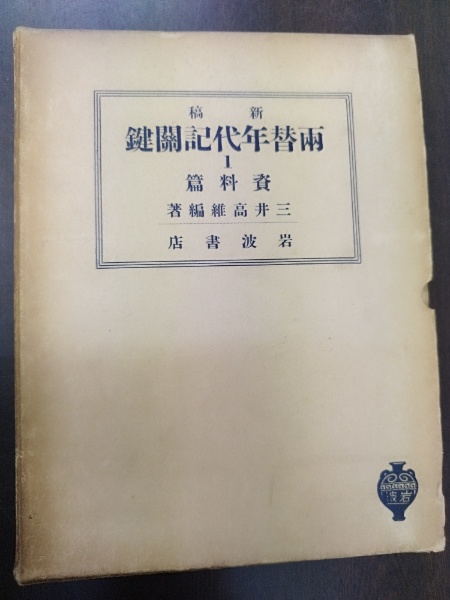 新稿
兩替年代記關鍵
1
資料篇
三井高維編著
岩波書店
岩波